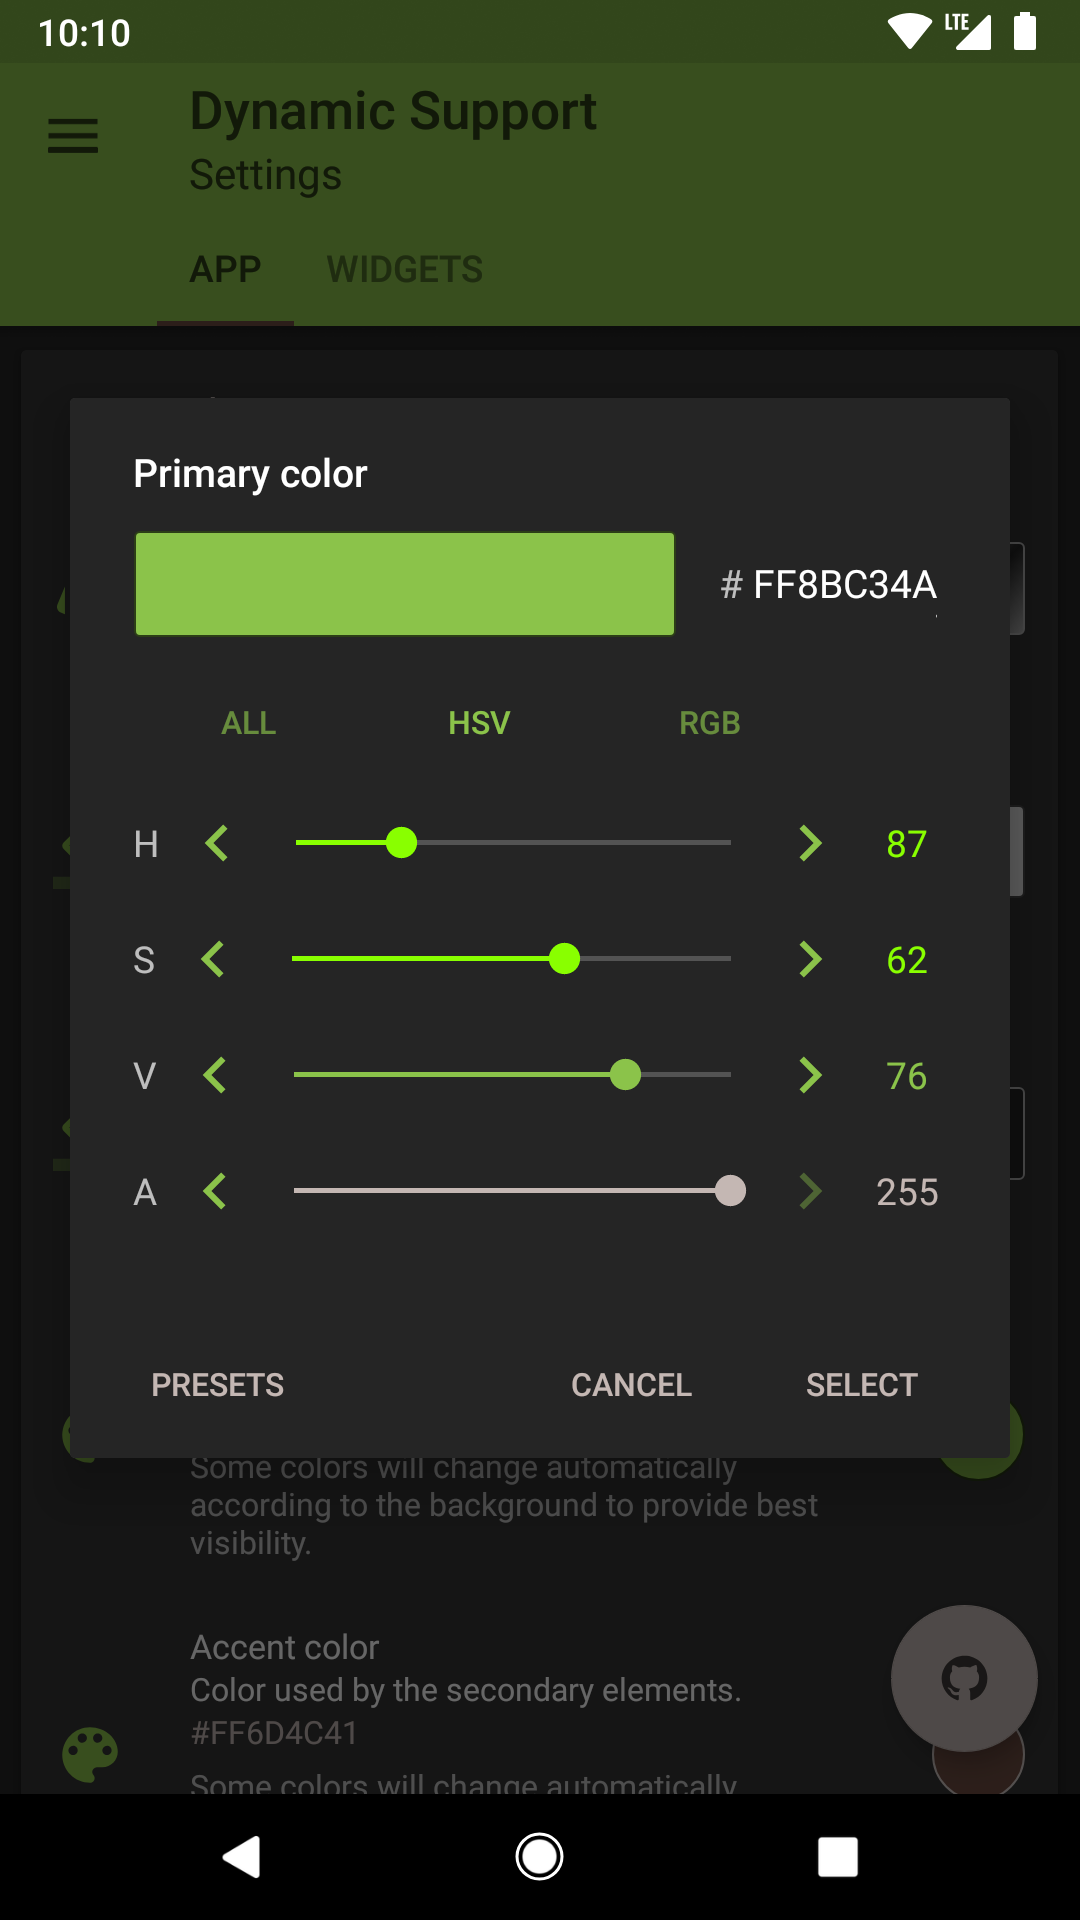 10:10
LTE
Dynamic Support
Settings
APP WIDGETS
Primary color
# FF8BC34A
ALL HSV RGB
H 87
S 62
V 76
A 255
PRESETS CANCEL SELECT
Some colors will change automatically
according to the background to provide best
visibility.
Accent color
Color used by the secondary elements.
#FF6D4C41
Some colors will change automatically